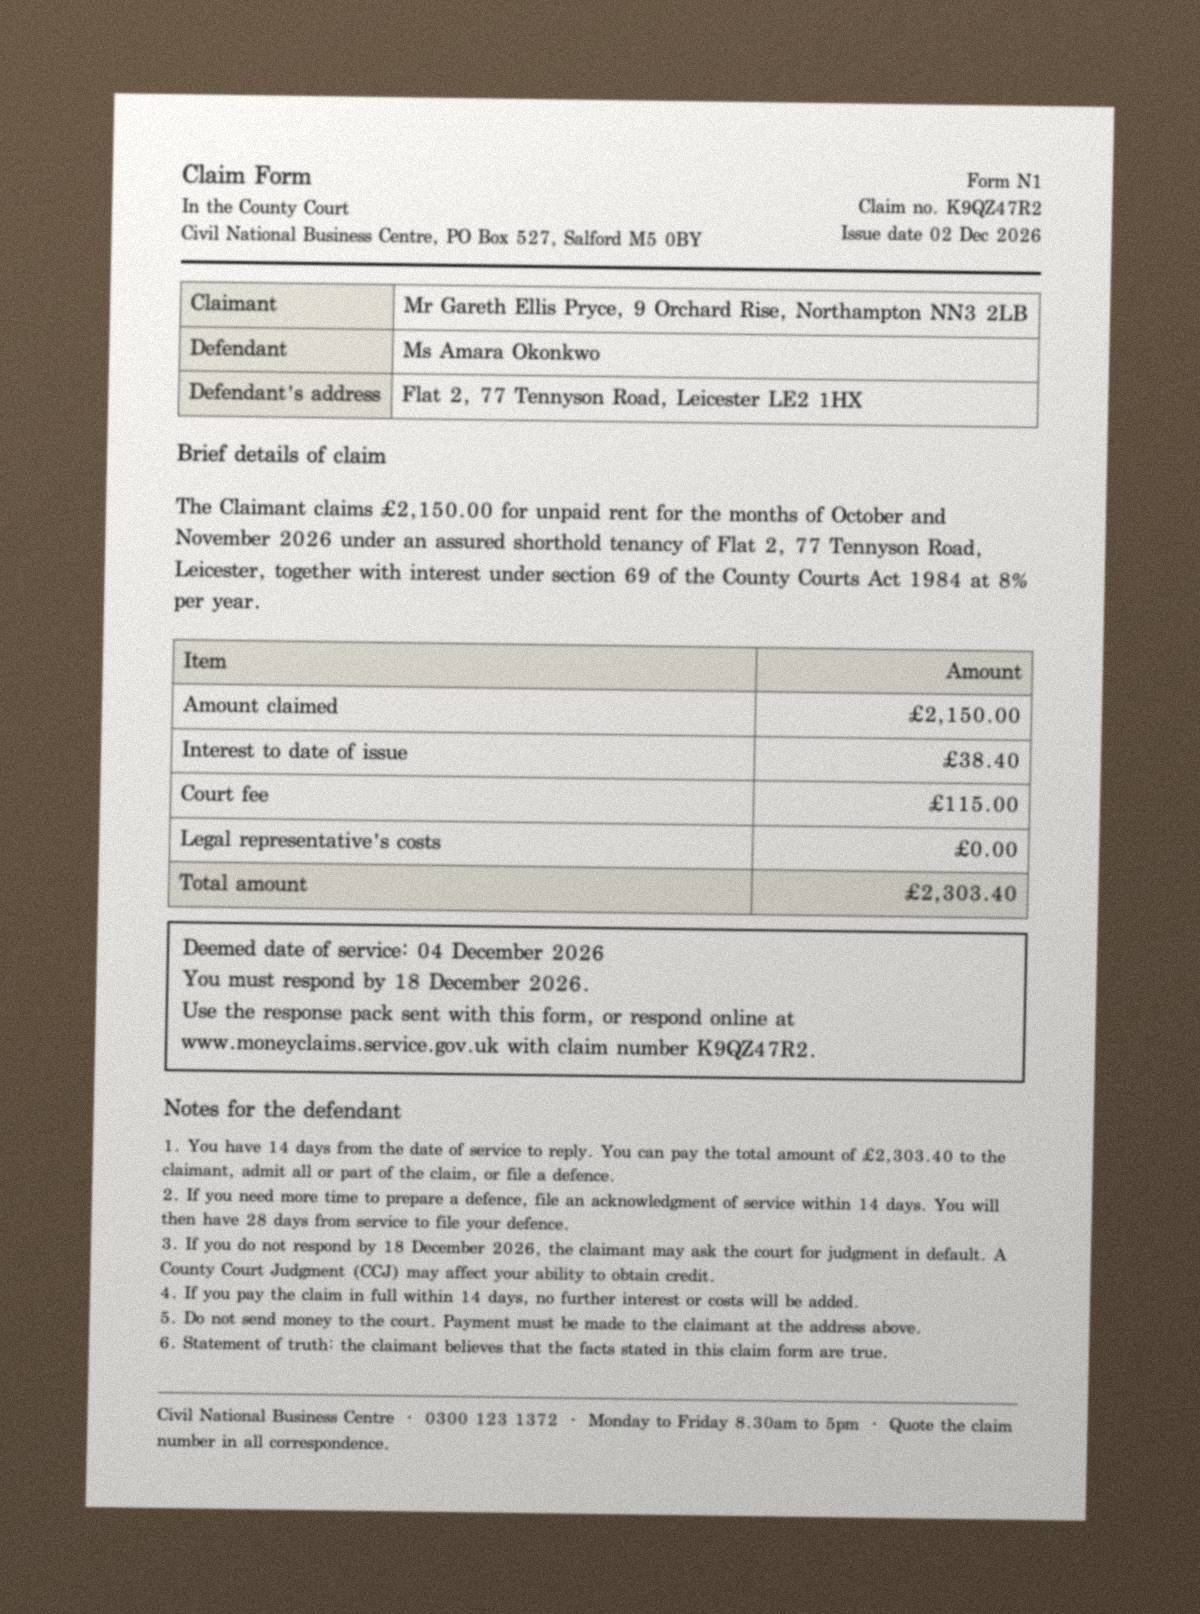 Claim Form
In the County Court
Civil National Business Centre, PO Box 527, Salford M5 0BY
Form N1
Claim no. K9QZ47R2
Issue date 02 Dec 2026
Claimant Mr Gareth Ellis Pryce, 9 Orchard Rise, Northampton NN3 2LB
Defendant Ms Amara Okonkwo
Defendant's address Flat 2, 77 Tennyson Road, Leicester LE2 1HX
Brief details of claim
The Claimant claims £2,150.00 for unpaid rent for the months of October and
November 2026 under an assured shorthold tenancy of Flat 2, 77 Tennyson Road,
Leicester, together with interest under section 69 of the County Courts Act 1984 at 8%
per year.
Item Amount
Amount claimed £2,150.00
Interest to date of issue £38.40
Court fee £115.00
Legal representative's costs £0.00
Total amount £2,303.40
Deemed date of service: 04 December 2026
You must respond by 18 December 2026.
Use the response pack sent with this form, or respond online at
www.moneyclaims.service.gov.uk with claim number K9QZ47R2.
Notes for the defendant
1. You have 14 days from the date of service to reply. You can pay the total amount of £2,303.40 to the
claimant, admit all or part of the claim, or file a defence.
2. If you need more time to prepare a defence, file an acknowledgment of service within 14 days. You will
then have 28 days from service to file your defence.
3. If you do not respond by 18 December 2026, the claimant may ask the court for judgment in default. A
County Court Judgment (CCJ) may affect your ability to obtain credit.
4. If you pay the claim in full within 14 days, no further interest or costs will be added.
5. Do not send money to the court. Payment must be made to the claimant at the address above.
6. Statement of truth: the claimant believes that the facts stated in this claim form are true.
Civil National Business Centre · 0300 123 1372 · Monday to Friday 8.30am to 5pm · Quote the claim
number in all correspondence.